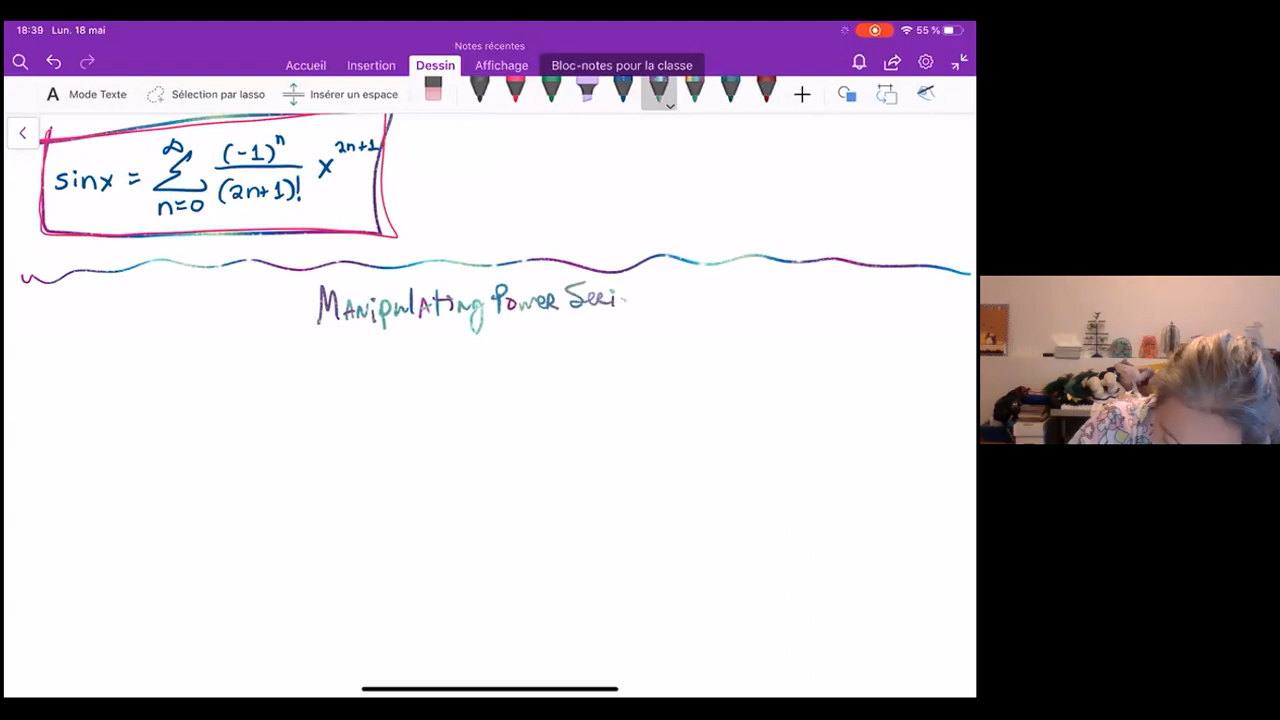 18:39 Lun. 18 mai
55 %
Notes récentes
Accueil Insertion Dessin Affichage Bloc-notes pour la classe
A Mode Texte Sélection par lasso Insérer un espace
sinx = ∞ Σ n=0 (-1)^n / (2n+1)! x^2n+1
Manipulating Power Seri